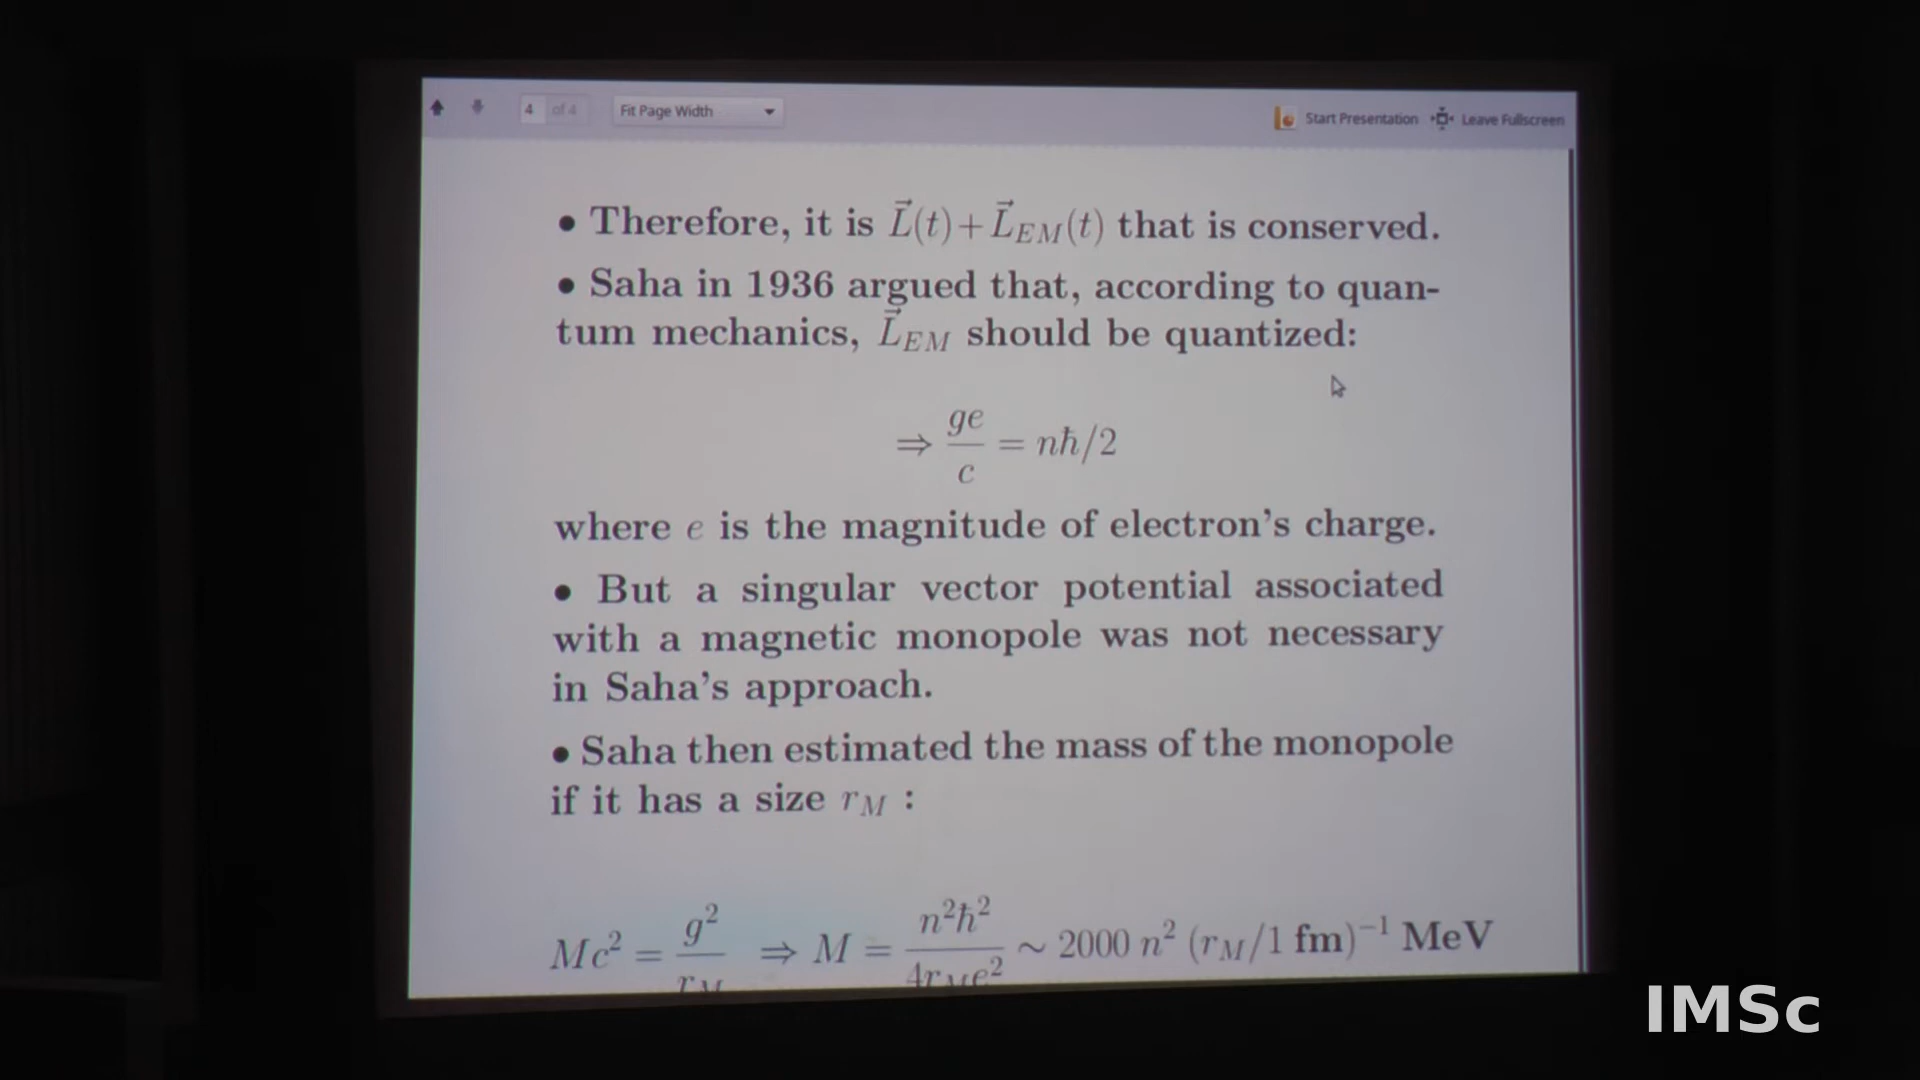 4 of 4 Fit Page Width Start Presentation Leave Fullscreen
• Therefore, it is $\vec{L}(t)+\vec{L}_{EM}(t)$ that is conserved.
• Saha in 1936 argued that, according to quan-
tum mechanics, $\vec{L}_{EM}$ should be quantized:
$\Rightarrow \frac{ge}{c} = n\hbar/2$
where $e$ is the magnitude of electron's charge.
• But a singular vector potential associated
with a magnetic monopole was not necessary
in Saha's approach.
• Saha then estimated the mass of the monopole
if it has a size $r_M$ :
$Mc^2 = \frac{g^2}{r_M} \Rightarrow M = \frac{n^2\hbar^2}{4r_Me^2} \sim 2000\, n^2\, (r_M/1\text{ fm})^{-1}$ MeV
IMSc